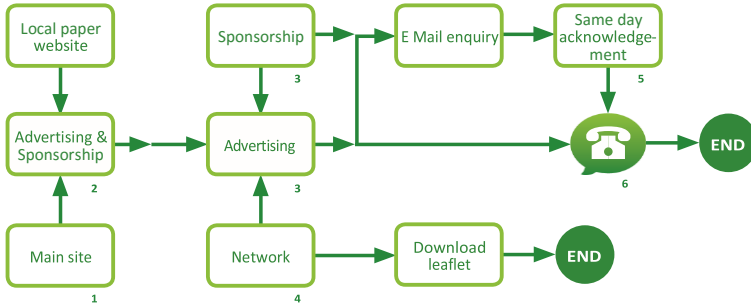 Local paper
website
Sponsorship
3
E Mail enquiry
Same day
acknowledge-
ment
5
Advertising &
Sponsorship
2
Advertising
3
6
END
Main site
1
Network
4
Download
leaflet
END